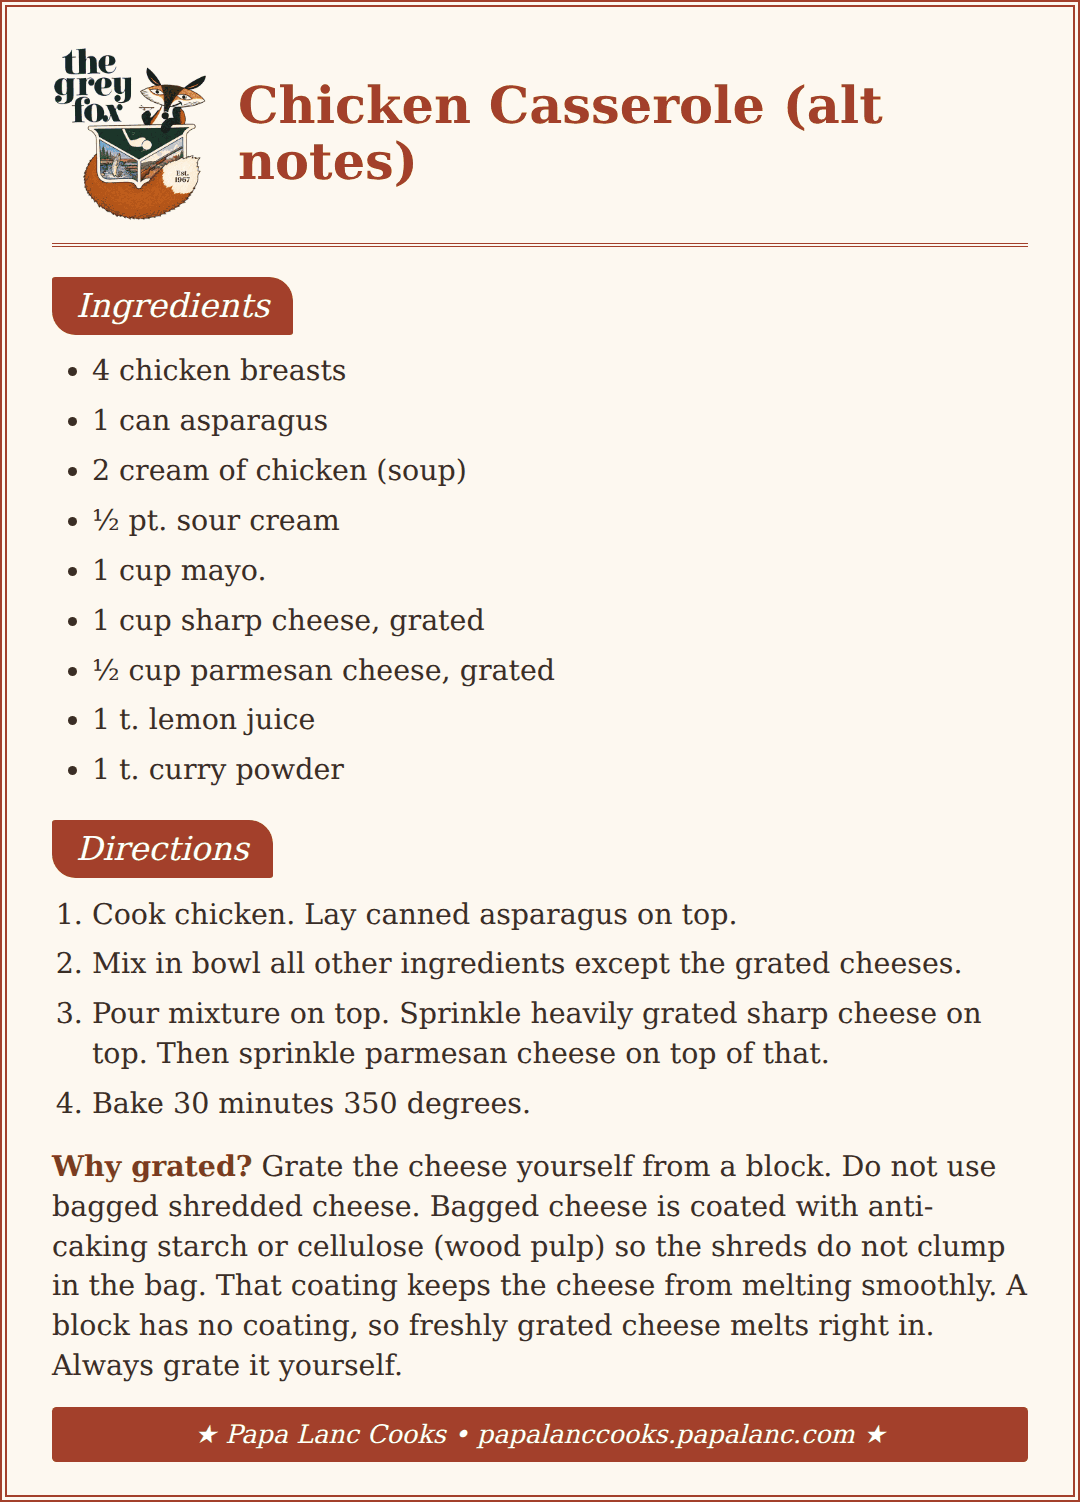 the
grey
fox
Est.
1967
Chicken Casserole (alt
notes)
Ingredients
• 4 chicken breasts
• 1 can asparagus
• 2 cream of chicken (soup)
• ½ pt. sour cream
• 1 cup mayo.
• 1 cup sharp cheese, grated
• ½ cup parmesan cheese, grated
• 1 t. lemon juice
• 1 t. curry powder
Directions
1. Cook chicken. Lay canned asparagus on top.
2. Mix in bowl all other ingredients except the grated cheeses.
3. Pour mixture on top. Sprinkle heavily grated sharp cheese on
top. Then sprinkle parmesan cheese on top of that.
4. Bake 30 minutes 350 degrees.
Why grated? Grate the cheese yourself from a block. Do not use
bagged shredded cheese. Bagged cheese is coated with anti-
caking starch or cellulose (wood pulp) so the shreds do not clump
in the bag. That coating keeps the cheese from melting smoothly. A
block has no coating, so freshly grated cheese melts right in.
Always grate it yourself.
★ Papa Lanc Cooks • papalanccooks.papalanc.com ★